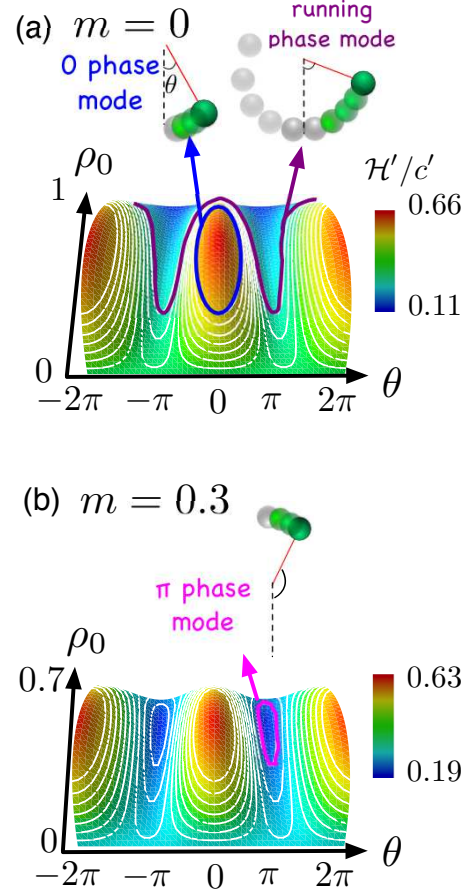 (a) m = 0
running
phase mode
0 phase
mode
θ
ρ₀
1
ℋ′/c′
0.66
0.11
0
−2π −π 0 π 2π θ
(b) m = 0.3
π phase
mode
ρ₀
0.7
0.63
0.19
0
−2π −π 0 π 2π θ